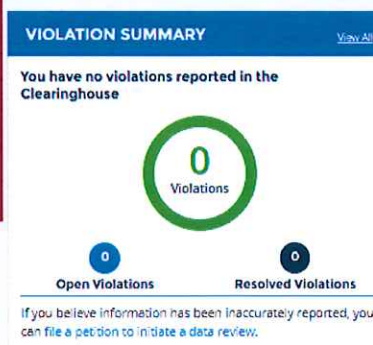 VIOLATION SUMMARY View All
You have no violations reported in the
Clearinghouse
0
Violations
0 0
Open Violations Resolved Violations
If you believe information has been inaccurately reported, you
can file a petition to initiate a data review.